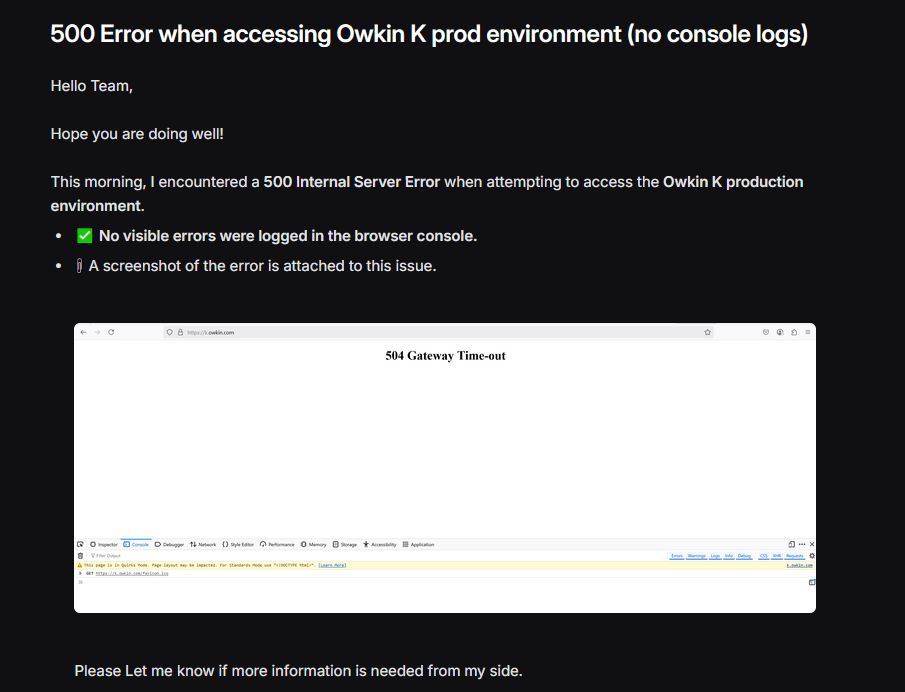 500 Error when accessing Owkin K prod environment (no console logs)
Hello Team,
Hope you are doing well!
This morning, I encountered a 500 Internal Server Error when attempting to access the Owkin K production
environment.
• ✅ No visible errors were logged in the browser console.
• 📎 A screenshot of the error is attached to this issue.
https://k.owkin.com
504 Gateway Time-out
Inspector Console Debugger Network Style Editor Performance Memory Storage Accessibility Application
Filter Output Errors Warnings Logs Info Debug CSS XHR Requests
This page is in Quirks Mode. Page layout may be impacted. For Standards Mode use "<!DOCTYPE html>". [Learn More] k.owkin.com
GET https://k.owkin.com/favicon.ico
Please Let me know if more information is needed from my side.